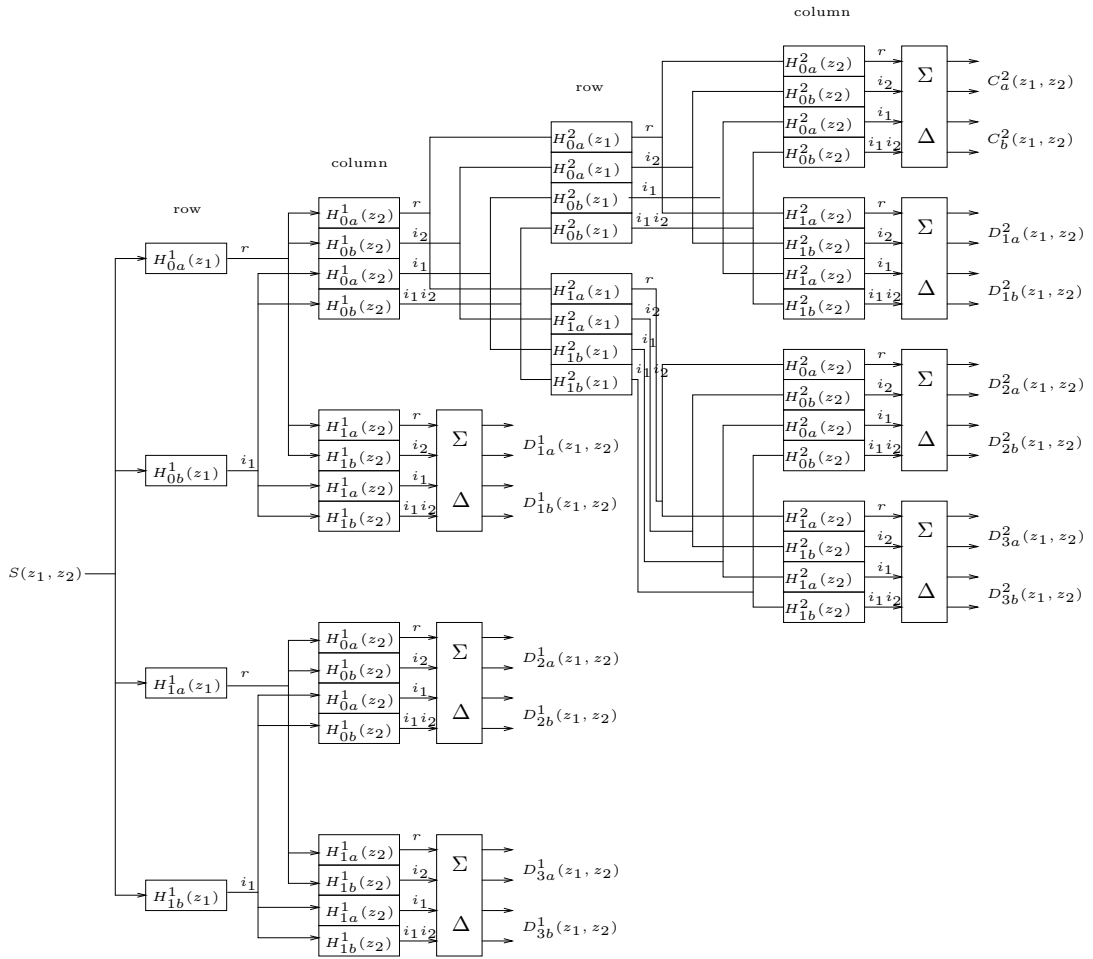 column
row
column
row
S(z_1, z_2)
H^1_{0a}(z_1)
r
H^1_{0b}(z_1)
i_1
H^1_{1a}(z_1)
r
H^1_{1b}(z_1)
i_1
H^1_{0a}(z_2)
r
H^1_{0b}(z_2)
i_2
H^1_{0a}(z_2)
i_1
H^1_{0b}(z_2)
i_1 i_2
H^1_{1a}(z_2)
r
H^1_{1b}(z_2)
i_2
H^1_{1a}(z_2)
i_1
H^1_{1b}(z_2)
i_1 i_2
Σ
Δ
D^1_{1a}(z_1, z_2)
D^1_{1b}(z_1, z_2)
H^1_{0a}(z_2)
r
H^1_{0b}(z_2)
i_2
H^1_{0a}(z_2)
i_1
H^1_{0b}(z_2)
i_1 i_2
Σ
Δ
D^1_{2a}(z_1, z_2)
D^1_{2b}(z_1, z_2)
H^1_{1a}(z_2)
r
H^1_{1b}(z_2)
i_2
H^1_{1a}(z_2)
i_1
H^1_{1b}(z_2)
i_1 i_2
Σ
Δ
D^1_{3a}(z_1, z_2)
D^1_{3b}(z_1, z_2)
H^2_{0a}(z_1)
r
H^2_{0a}(z_1)
i_2
H^2_{0b}(z_1)
i_1
H^2_{0b}(z_1)
i_1 i_2
H^2_{1a}(z_1)
r
H^2_{1a}(z_1)
i_2
H^2_{1b}(z_1)
i_1
H^2_{1b}(z_1)
i_1 i_2
H^2_{0a}(z_2)
r
H^2_{0b}(z_2)
i_2
H^2_{0a}(z_2)
i_1
H^2_{0b}(z_2)
i_1 i_2
Σ
Δ
C^2_a(z_1, z_2)
C^2_b(z_1, z_2)
H^2_{1a}(z_2)
r
H^2_{1b}(z_2)
i_2
H^2_{1a}(z_2)
i_1
H^2_{1b}(z_2)
i_1 i_2
Σ
Δ
D^2_{1a}(z_1, z_2)
D^2_{1b}(z_1, z_2)
H^2_{0a}(z_2)
r
H^2_{0b}(z_2)
i_2
H^2_{0a}(z_2)
i_1
H^2_{0b}(z_2)
i_1 i_2
Σ
Δ
D^2_{2a}(z_1, z_2)
D^2_{2b}(z_1, z_2)
H^2_{1a}(z_2)
r
H^2_{1b}(z_2)
i_2
H^2_{1a}(z_2)
i_1
H^2_{1b}(z_2)
i_1 i_2
Σ
Δ
D^2_{3a}(z_1, z_2)
D^2_{3b}(z_1, z_2)